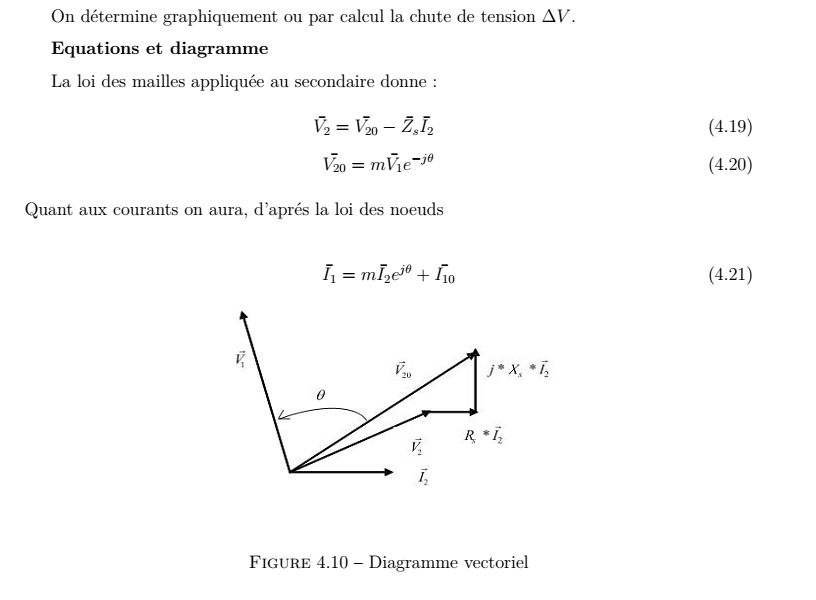 On détermine graphiquement ou par calcul la chute de tension ΔV.
Equations et diagramme
La loi des mailles appliquée au secondaire donne :
V̄₂ = V̄₂₀ − Z̄ₛĪ₂ (4.19)
V̄₂₀ = mV̄₁e^{−jθ} (4.20)
Quant aux courants on aura, d'aprés la loi des noeuds
Ī₁ = mĪ₂e^{jθ} + Ī₁₀ (4.21)
V⃗₁
θ
V⃗₂₀
j * Xₛ * I⃗₂
V⃗₂
Rₛ * I⃗₂
I⃗₂
FIGURE 4.10 – Diagramme vectoriel